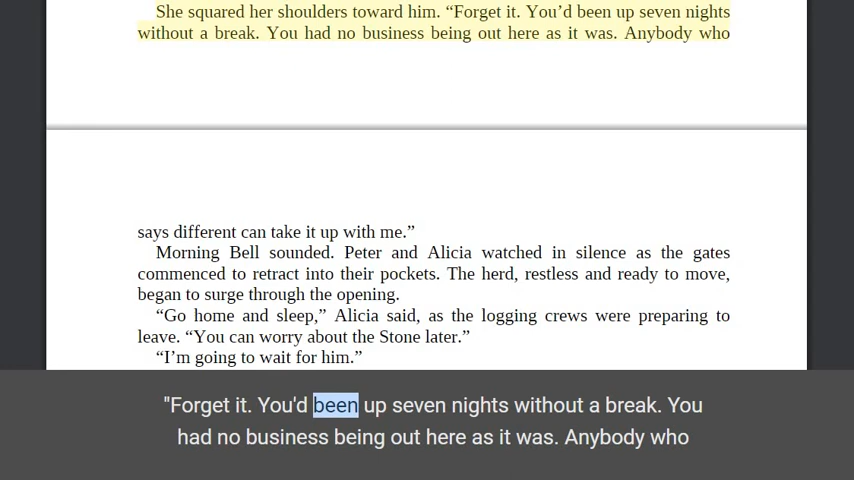 She squared her shoulders toward him. “Forget it. You’d been up seven nights
without a break. You had no business being out here as it was. Anybody who
says different can take it up with me.”
Morning Bell sounded. Peter and Alicia watched in silence as the gates
commenced to retract into their pockets. The herd, restless and ready to move,
began to surge through the opening.
“Go home and sleep,” Alicia said, as the logging crews were preparing to
leave. “You can worry about the Stone later.”
“I’m going to wait for him.”
"Forget it. You'd been up seven nights without a break. You
had no business being out here as it was. Anybody who